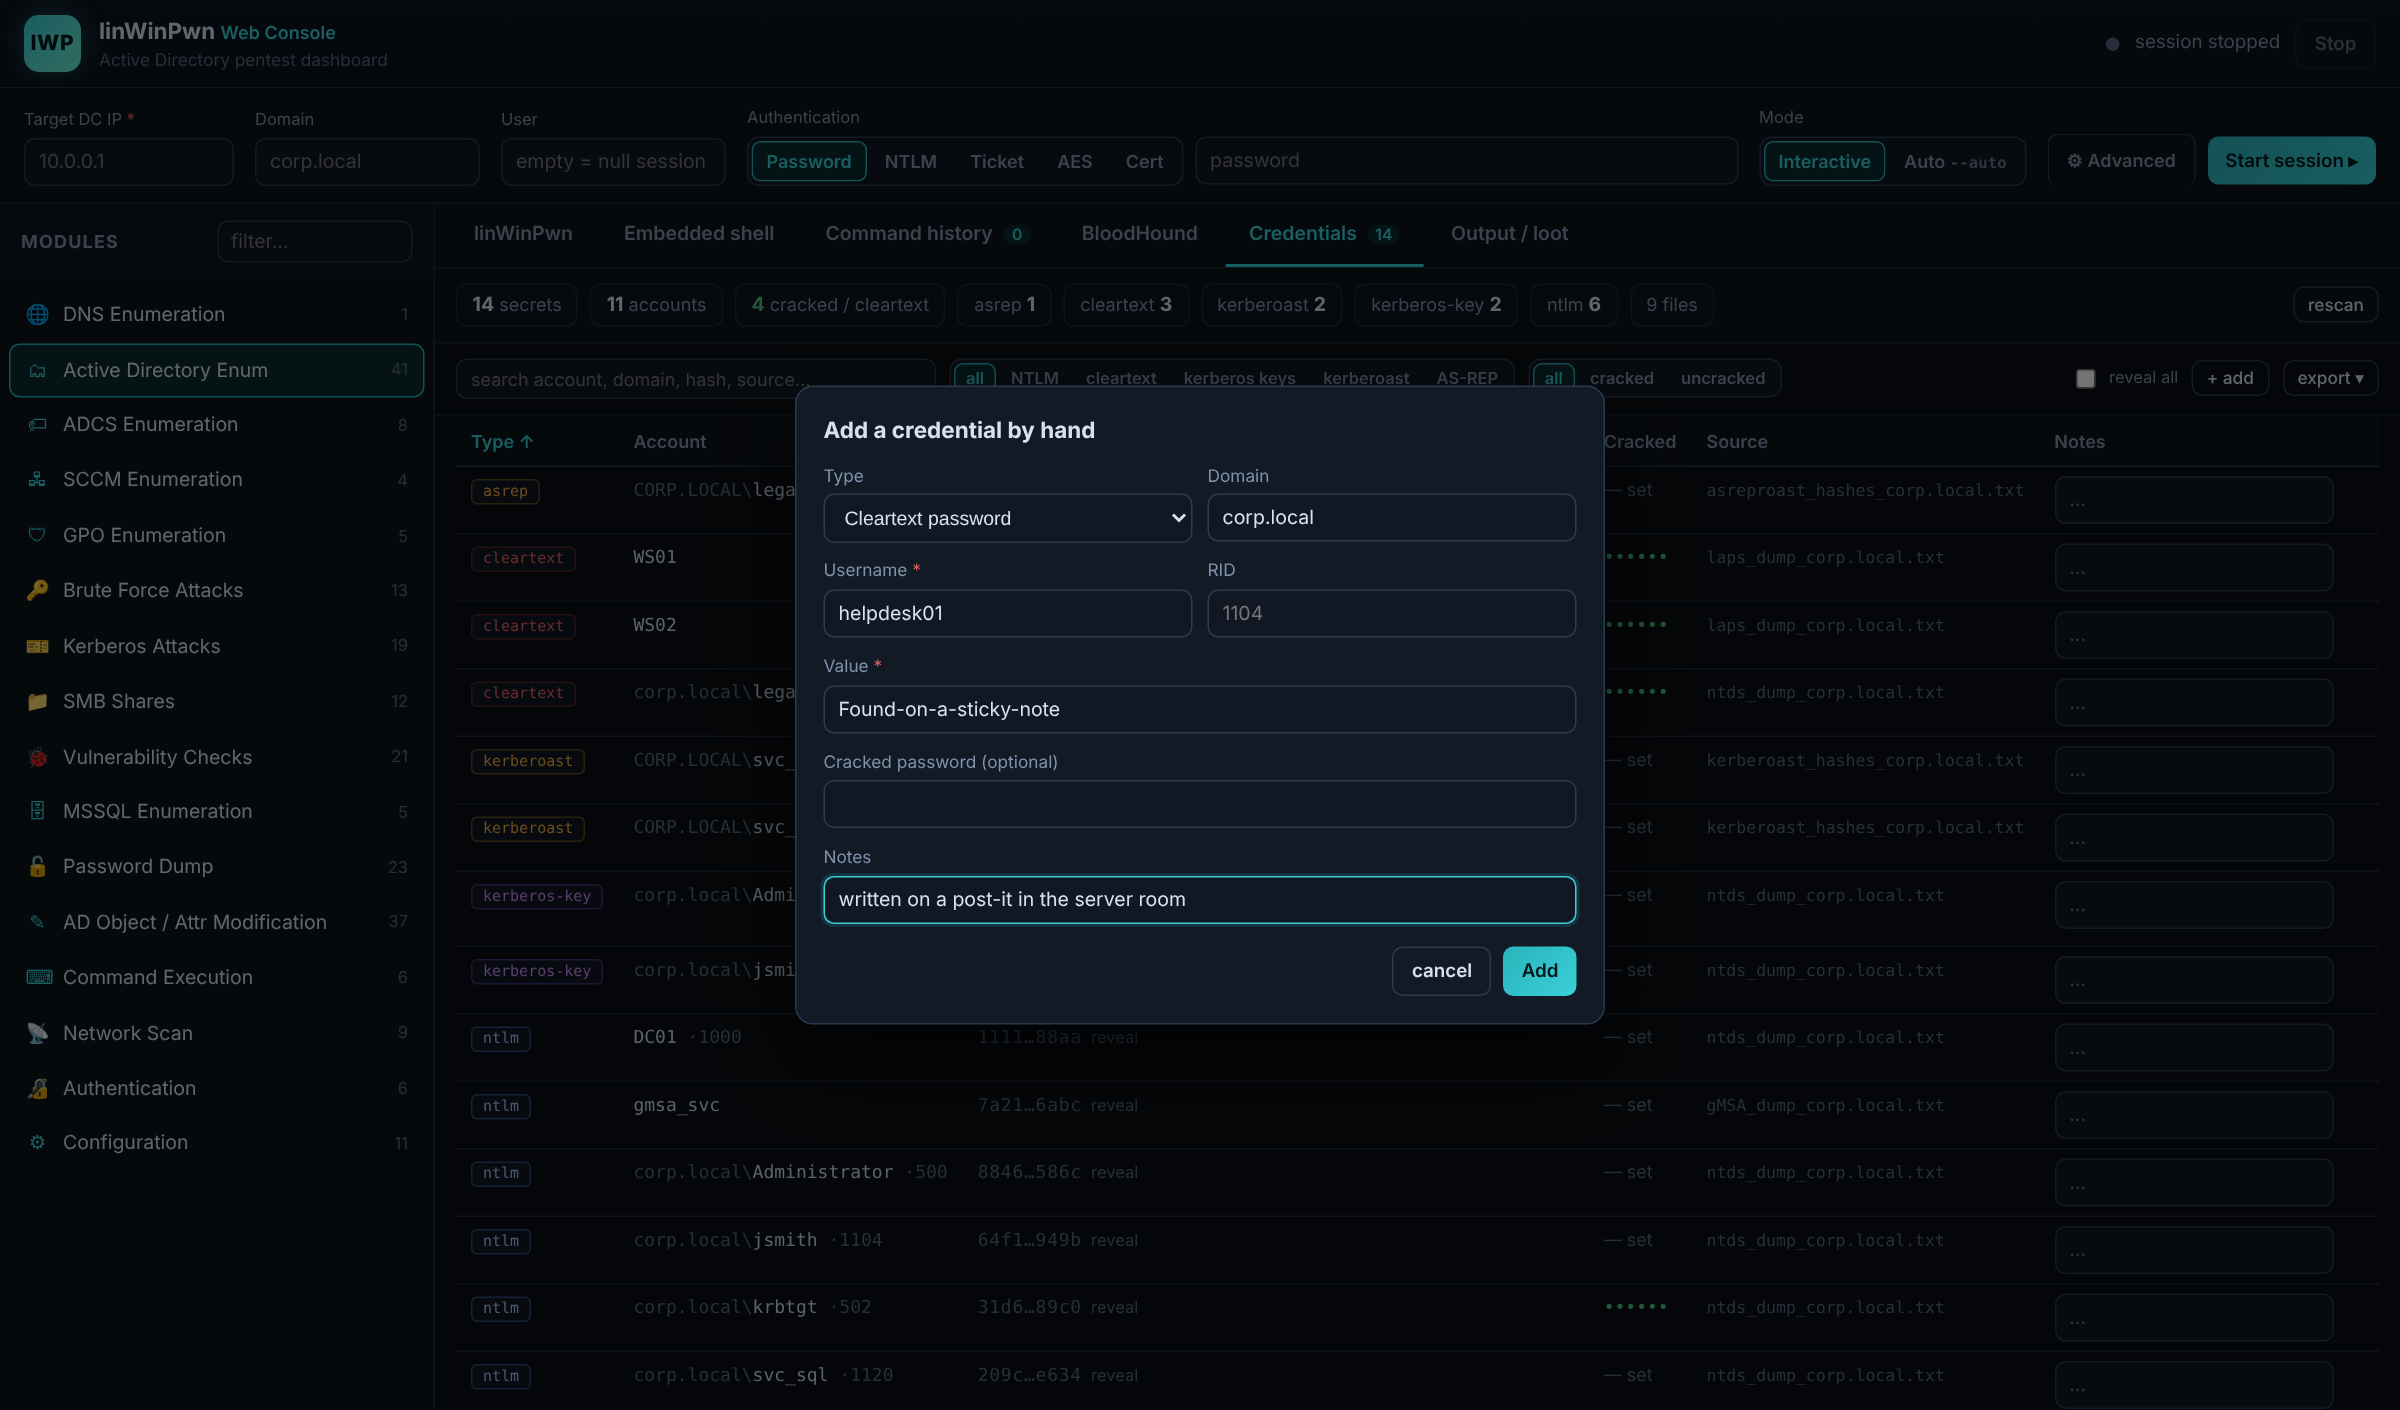 lWP
linWinPwn Web Console
Active Directory pentest dashboard
session stopped
Stop
Target DC IP *
Domain
User
Authentication
Mode
10.0.0.1
corp.local
empty = null session
Password
NTLM
Ticket
AES
Cert
password
Interactive
Auto --auto
⚙ Advanced
Start session ▸
MODULES
filter...
linWinPwn
Embedded shell
Command history 0
BloodHound
Credentials 14
Output / loot
14 secrets
11 accounts
4 cracked / cleartext
asrep 1
cleartext 3
kerberoast 2
kerberos-key 2
ntlm 6
9 files
rescan
search account, domain, hash, source...
all
NTLM
cleartext
kerberos keys
kerberoast
AS-REP
all
cracked
uncracked
reveal all
+ add
export ▾
DNS Enumeration 1
Active Directory Enum 41
ADCS Enumeration 8
SCCM Enumeration 4
GPO Enumeration 5
Brute Force Attacks 13
Kerberos Attacks 19
SMB Shares 12
Vulnerability Checks 21
MSSQL Enumeration 5
Password Dump 23
AD Object / Attr Modification 37
Command Execution 6
Network Scan 9
Authentication 6
Configuration 11
Type ↑
Account
Cracked
Source
Notes
asrep CORP.LOCAL\lega — set asreproast_hashes_corp.local.txt ...
cleartext WS01 •••••• laps_dump_corp.local.txt ...
cleartext WS02 •••••• laps_dump_corp.local.txt ...
cleartext corp.local\lega •••••• ntds_dump_corp.local.txt ...
kerberoast CORP.LOCAL\svc_ — set kerberoast_hashes_corp.local.txt ...
kerberoast CORP.LOCAL\svc_ — set kerberoast_hashes_corp.local.txt ...
kerberos-key corp.local\Admi — set ntds_dump_corp.local.txt ...
kerberos-key corp.local\jsmi — set ntds_dump_corp.local.txt ...
ntlm DC01 ·1000 1111…88aa reveal — set ntds_dump_corp.local.txt ...
ntlm gmsa_svc 7a21…6abc reveal — set gMSA_dump_corp.local.txt ...
ntlm corp.local\Administrator ·500 8846…586c reveal — set ntds_dump_corp.local.txt ...
ntlm corp.local\jsmith ·1104 64f1…949b reveal — set ntds_dump_corp.local.txt ...
ntlm corp.local\krbtgt ·502 31d6…89c0 reveal •••••• ntds_dump_corp.local.txt ...
ntlm corp.local\svc_sql ·1120 209c…e634 reveal — set ntds_dump_corp.local.txt ...
Add a credential by hand
Type
Domain
Cleartext password
corp.local
Username *
RID
helpdesk01
1104
Value *
Found-on-a-sticky-note
Cracked password (optional)
Notes
written on a post-it in the server room
cancel
Add